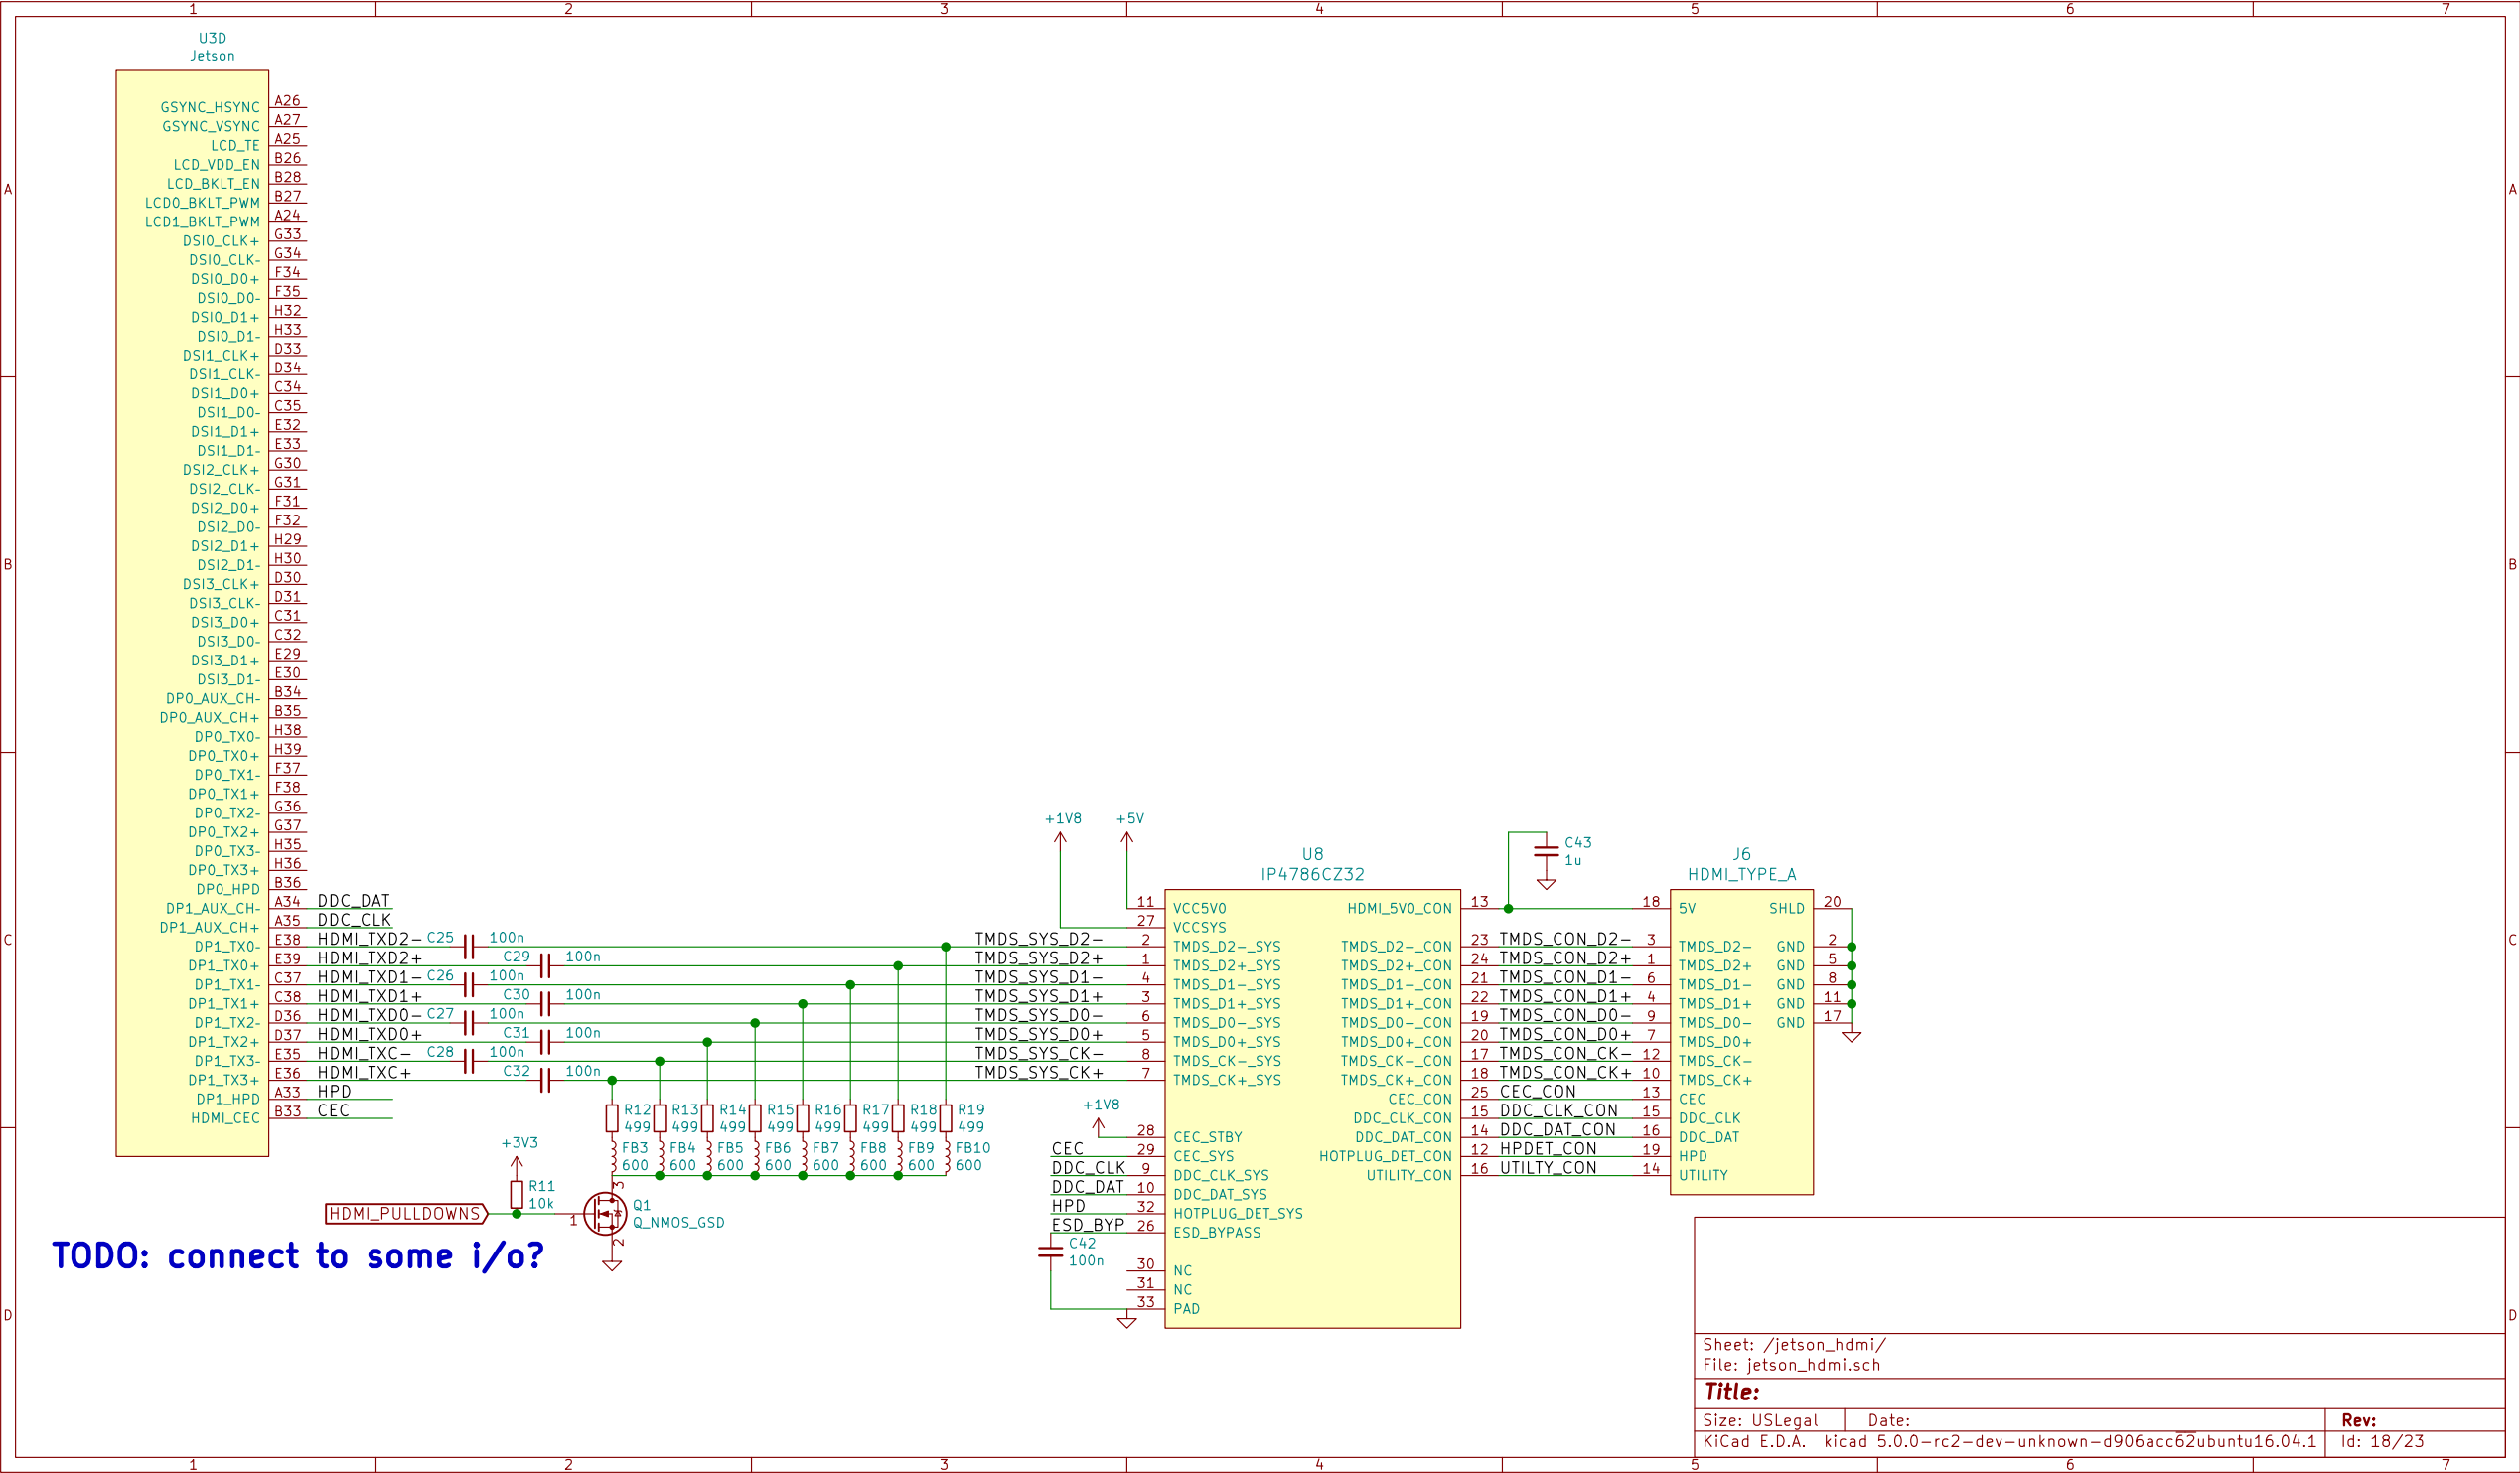 1 2 3 4 5 6 7
A A
B B
C C
D D
U3D
Jetson
GSYNC_HSYNC A26
GSYNC_VSYNC A27
LCD_TE A25
LCD_VDD_EN B26
LCD_BKLT_EN B28
LCD0_BKLT_PWM B27
LCD1_BKLT_PWM A24
DSI0_CLK+ G33
DSI0_CLK- G34
DSI0_D0+ F34
DSI0_D0- F35
DSI0_D1+ H32
DSI0_D1- H33
DSI1_CLK+ D33
DSI1_CLK- D34
DSI1_D0+ C34
DSI1_D0- C35
DSI1_D1+ E32
DSI1_D1- E33
DSI2_CLK+ G30
DSI2_CLK- G31
DSI2_D0+ F31
DSI2_D0- F32
DSI2_D1+ H29
DSI2_D1- H30
DSI3_CLK+ D30
DSI3_CLK- D31
DSI3_D0+ C31
DSI3_D0- C32
DSI3_D1+ E29
DSI3_D1- E30
DP0_AUX_CH- B34
DP0_AUX_CH+ B35
DP0_TX0- H38
DP0_TX0+ H39
DP0_TX1- F37
DP0_TX1+ F38
DP0_TX2- G36
DP0_TX2+ G37
DP0_TX3- H35
DP0_TX3+ H36
DP0_HPD B36
DP1_AUX_CH- A34 DDC_DAT
DP1_AUX_CH+ A35 DDC_CLK
DP1_TX0- E38 HDMI_TXD2- C25 100n TMDS_SYS_D2-
DP1_TX0+ E39 HDMI_TXD2+ C29 100n TMDS_SYS_D2+
DP1_TX1- C37 HDMI_TXD1- C26 100n TMDS_SYS_D1-
DP1_TX1+ C38 HDMI_TXD1+ C30 100n TMDS_SYS_D1+
DP1_TX2- D36 HDMI_TXD0- C27 100n TMDS_SYS_D0-
DP1_TX2+ D37 HDMI_TXD0+ C31 100n TMDS_SYS_D0+
DP1_TX3- E35 HDMI_TXC- C28 100n TMDS_SYS_CK-
DP1_TX3+ E36 HDMI_TXC+ C32 100n TMDS_SYS_CK+
DP1_HPD A33 HPD
HDMI_CEC B33 CEC
R12 R13 R14 R15 R16 R17 R18 R19
499 499 499 499 499 499 499 499
FB3 FB4 FB5 FB6 FB7 FB8 FB9 FB10
600 600 600 600 600 600 600 600
+3V3
R11
10k
HDMI_PULLDOWNS
1
3
2
Q1
Q_NMOS_GSD
TODO: connect to some i/o?
+1V8 +5V
U8
IP4786CZ32
11 VCC5V0 HDMI_5V0_CON 13
27 VCCSYS
2 TMDS_D2-_SYS TMDS_D2-_CON 23 TMDS_CON_D2-
1 TMDS_D2+_SYS TMDS_D2+_CON 24 TMDS_CON_D2+
4 TMDS_D1-_SYS TMDS_D1-_CON 21 TMDS_CON_D1-
3 TMDS_D1+_SYS TMDS_D1+_CON 22 TMDS_CON_D1+
6 TMDS_D0-_SYS TMDS_D0-_CON 19 TMDS_CON_D0-
5 TMDS_D0+_SYS TMDS_D0+_CON 20 TMDS_CON_D0+
8 TMDS_CK-_SYS TMDS_CK-_CON 17 TMDS_CON_CK-
7 TMDS_CK+_SYS TMDS_CK+_CON 18 TMDS_CON_CK+
CEC_CON 25 CEC_CON
DDC_CLK_CON 15 DDC_CLK_CON
+1V8
28 CEC_STBY DDC_DAT_CON 14 DDC_DAT_CON
CEC 29 CEC_SYS HOTPLUG_DET_CON 12 HPDET_CON
DDC_CLK 9 DDC_CLK_SYS UTILITY_CON 16 UTILTY_CON
DDC_DAT 10 DDC_DAT_SYS
HPD 32 HOTPLUG_DET_SYS
ESD_BYP 26 ESD_BYPASS
C42
100n
30 NC
31 NC
33 PAD
C43
1u
J6
HDMI_TYPE_A
18 5V SHLD 20
3 TMDS_D2- GND 2
1 TMDS_D2+ GND 5
6 TMDS_D1- GND 8
4 TMDS_D1+ GND 11
9 TMDS_D0- GND 17
7 TMDS_D0+
12 TMDS_CK-
10 TMDS_CK+
13 CEC
15 DDC_CLK
16 DDC_DAT
19 HPD
14 UTILITY
Sheet: /jetson_hdmi/
File: jetson_hdmi.sch
Title:
Size: USLegal Date: Rev:
KiCad E.D.A. kicad 5.0.0-rc2-dev-unknown-d906acc62ubuntu16.04.1 Id: 18/23
1 2 3 4 5 6 7